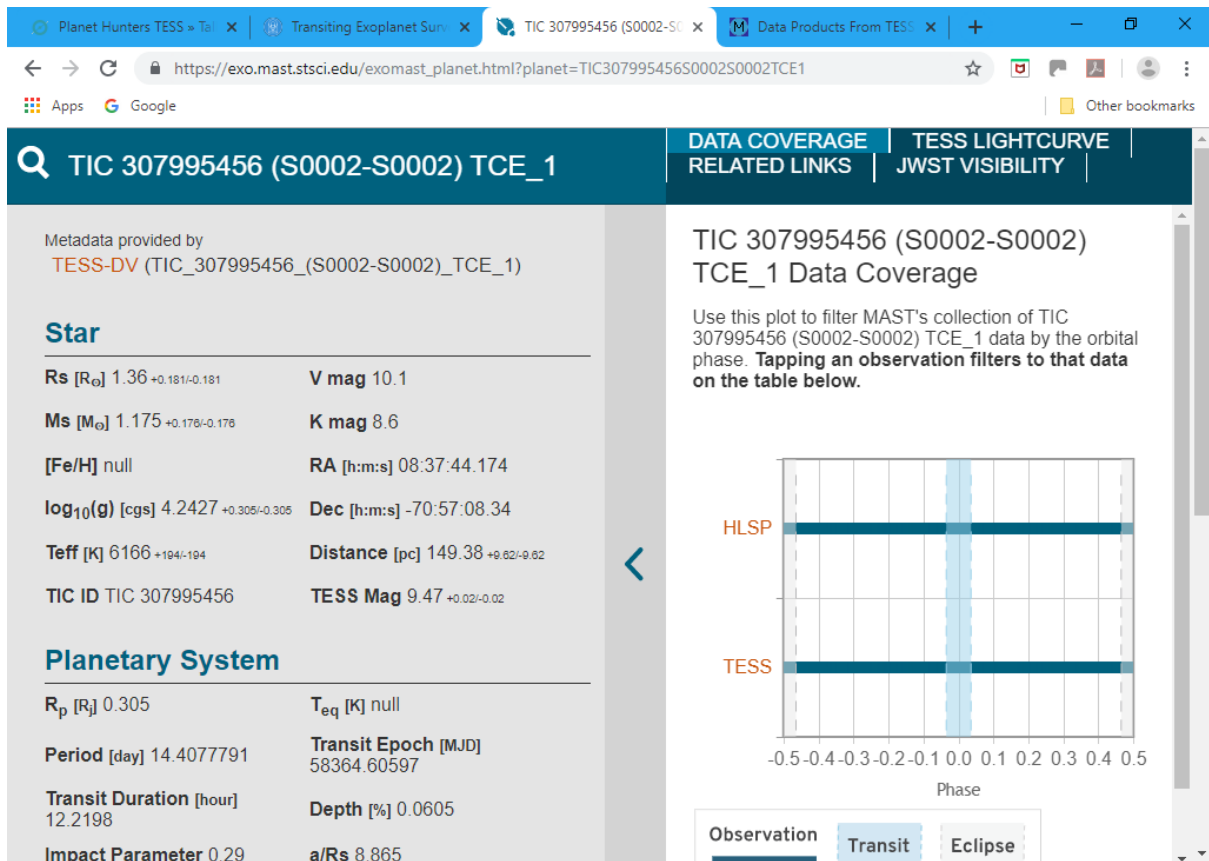 Planet Hunters TESS » Tal
Transiting Exoplanet Surv
TIC 307995456 (S0002-S0
Data Products From TESS
https://exo.mast.stsci.edu/exomast_planet.html?planet=TIC307995456S0002S0002TCE1
Apps Google Other bookmarks
TIC 307995456 (S0002-S0002) TCE_1
DATA COVERAGE TESS LIGHTCURVE
RELATED LINKS JWST VISIBILITY
Metadata provided by
TESS-DV (TIC_307995456_(S0002-S0002)_TCE_1)
Star
Rs [R⊙] 1.36 +0.181/-0.181 V mag 10.1
Ms [M⊙] 1.175 +0.176/-0.176 K mag 8.6
[Fe/H] null RA [h:m:s] 08:37:44.174
log10(g) [cgs] 4.2427 +0.305/-0.305 Dec [h:m:s] -70:57:08.34
Teff [K] 6166 +194/-194 Distance [pc] 149.38 +9.62/-9.62
TIC ID TIC 307995456 TESS Mag 9.47 +0.02/-0.02
Planetary System
Rp [Rj] 0.305 Teq [K] null
Period [day] 14.4077791 Transit Epoch [MJD]
58364.60597
Transit Duration [hour]
12.2198 Depth [%] 0.0605
Impact Parameter 0.29 a/Rs 8.865
TIC 307995456 (S0002-S0002)
TCE_1 Data Coverage
Use this plot to filter MAST's collection of TIC
307995456 (S0002-S0002) TCE_1 data by the orbital
phase. Tapping an observation filters to that data
on the table below.
HLSP
TESS
-0.5 -0.4 -0.3 -0.2 -0.1 0.0 0.1 0.2 0.3 0.4 0.5
Phase
Observation Transit Eclipse